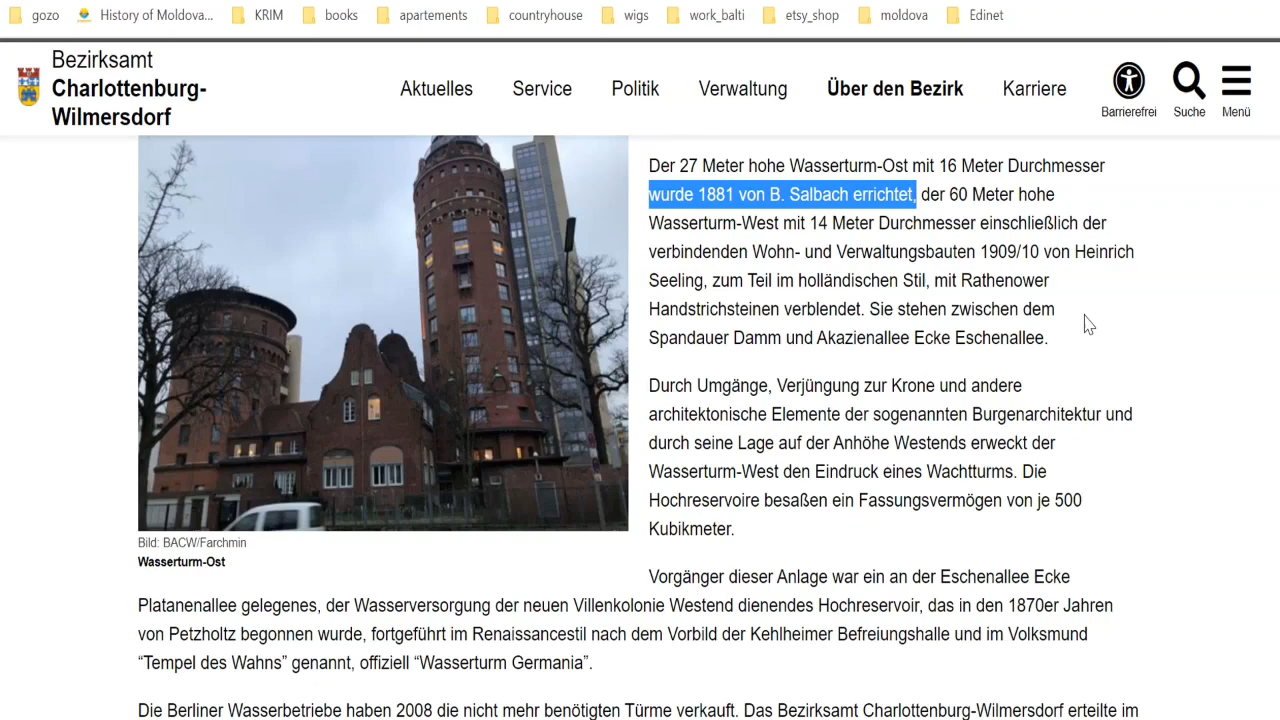 gozo History of Moldova... KRIM books apartements countryhouse wigs work_balti etsy_shop moldova Edinet
Bezirksamt
Charlottenburg-
Wilmersdorf
Aktuelles Service Politik Verwaltung Über den Bezirk Karriere
Barrierefrei Suche Menü
Der 27 Meter hohe Wasserturm-Ost mit 16 Meter Durchmesser
wurde 1881 von B. Salbach errichtet, der 60 Meter hohe
Wasserturm-West mit 14 Meter Durchmesser einschließlich der
verbindenden Wohn- und Verwaltungsbauten 1909/10 von Heinrich
Seeling, zum Teil im holländischen Stil, mit Rathenower
Handstrichsteinen verblendet. Sie stehen zwischen dem
Spandauer Damm und Akazienallee Ecke Eschenallee.
Durch Umgänge, Verjüngung zur Krone und andere
architektonische Elemente der sogenannten Burgenarchitektur und
durch seine Lage auf der Anhöhe Westends erweckt der
Wasserturm-West den Eindruck eines Wachtturms. Die
Hochreservoire besaßen ein Fassungsvermögen von je 500
Kubikmeter.
Bild: BACW/Farchmin
Wasserturm-Ost
Vorgänger dieser Anlage war ein an der Eschenallee Ecke
Platanenallee gelegenes, der Wasserversorgung der neuen Villenkolonie Westend dienendes Hochreservoir, das in den 1870er Jahren
von Petzholtz begonnen wurde, fortgeführt im Renaissancestil nach dem Vorbild der Kehlheimer Befreiungshalle und im Volksmund
“Tempel des Wahns” genannt, offiziell “Wasserturm Germania”.
Die Berliner Wasserbetriebe haben 2008 die nicht mehr benötigten Türme verkauft. Das Bezirksamt Charlottenburg-Wilmersdorf erteilte im